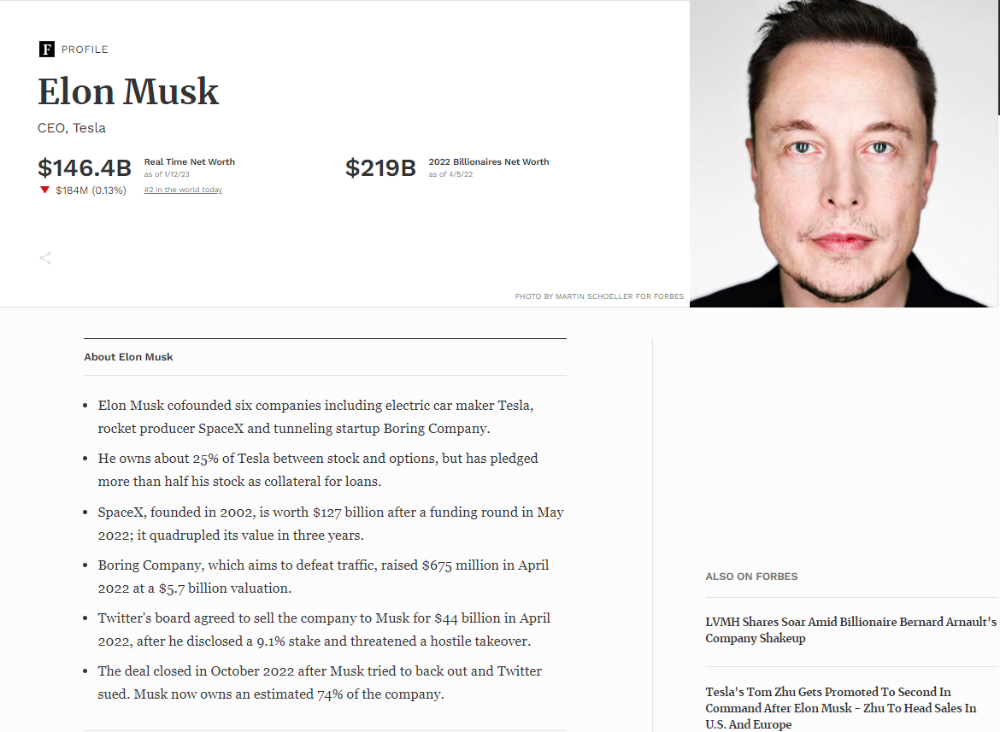 F PROFILE
Elon Musk
CEO, Tesla
$146.4B Real Time Net Worth
as of 1/12/23
$184M (0.13%) #2 in the world today
$219B 2022 Billionaires Net Worth
as of 4/5/22
PHOTO BY MARTIN SCHOELLER FOR FORBES
About Elon Musk
Elon Musk cofounded six companies including electric car maker Tesla,
rocket producer SpaceX and tunneling startup Boring Company.
He owns about 25% of Tesla between stock and options, but has pledged
more than half his stock as collateral for loans.
SpaceX, founded in 2002, is worth $127 billion after a funding round in May
2022; it quadrupled its value in three years.
Boring Company, which aims to defeat traffic, raised $675 million in April
2022 at a $5.7 billion valuation.
Twitter's board agreed to sell the company to Musk for $44 billion in April
2022, after he disclosed a 9.1% stake and threatened a hostile takeover.
The deal closed in October 2022 after Musk tried to back out and Twitter
sued. Musk now owns an estimated 74% of the company.
ALSO ON FORBES
LVMH Shares Soar Amid Billionaire Bernard Arnault’s
Company Shakeup
Tesla's Tom Zhu Gets Promoted To Second In
Command After Elon Musk – Zhu To Head Sales In
U.S. And Europe